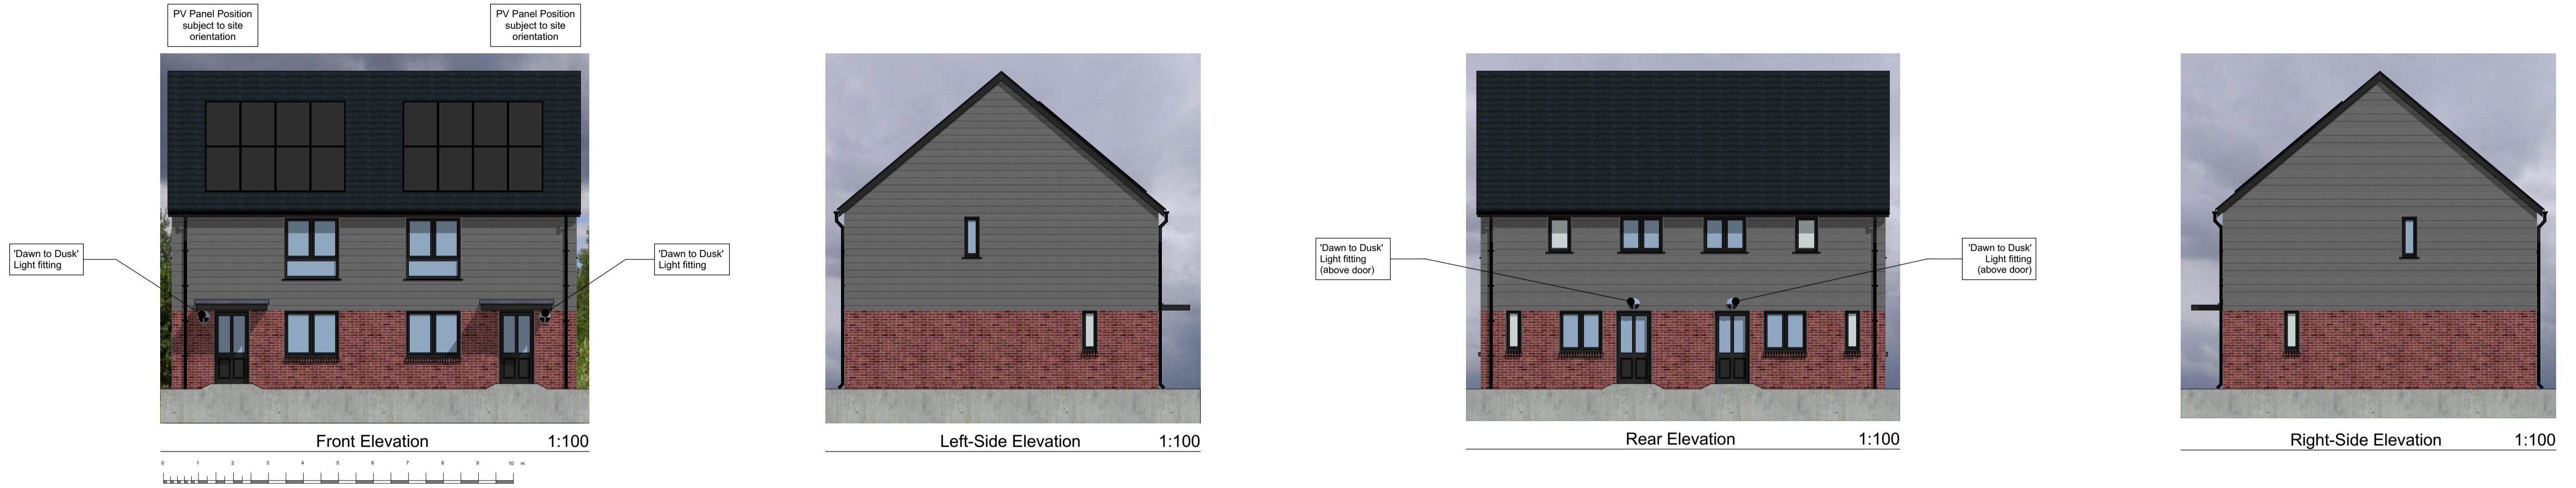 PV Panel Position
subject to site
orientation
PV Panel Position
subject to site
orientation
'Dawn to Dusk'
Light fitting
'Dawn to Dusk'
Light fitting
Front Elevation 1:100
0 1 2 3 4 5 6 7 8 9 10 m
Left-Side Elevation 1:100
'Dawn to Dusk'
Light fitting
(above door)
'Dawn to Dusk'
Light fitting
(above door)
Rear Elevation 1:100
Right-Side Elevation 1:100